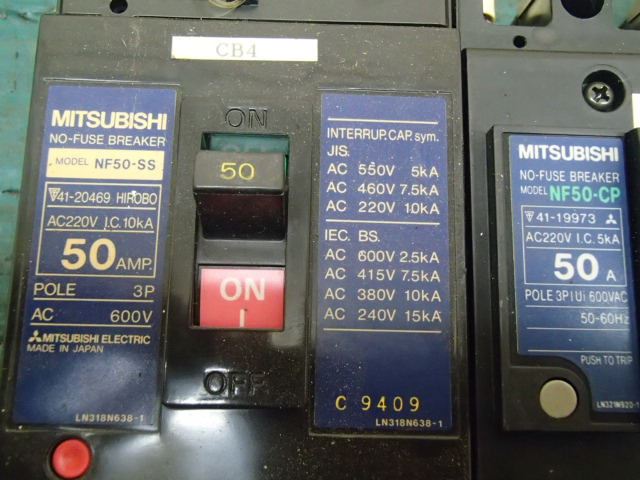 CB4
MITSUBISHI
NO-FUSE BREAKER
MODEL NF50-SS
41-20469 HIROBO
AC220V I.C.10kA
50 AMP.
POLE 3P
AC 600V
MITSUBISHI ELECTRIC
MADE IN JAPAN
LN318N638-1
ON
50
ON
I
OFF
INTERRUP.CAP.sym.
JIS.
AC 550V 5kA
AC 460V 7.5kA
AC 220V 10kA
IEC. BS.
AC 600V 2.5kA
AC 415V 7.5kA
AC 380V 10kA
AC 240V 15kA
C 9409
LN318N638-1
MITSUBISHI
NO-FUSE BREAKER
MODEL NF50-CP
41-19973
AC220V I.C.5kA
50 A
POLE 3P Ui 600VAC
50-60Hz
PUSH TO TRIP